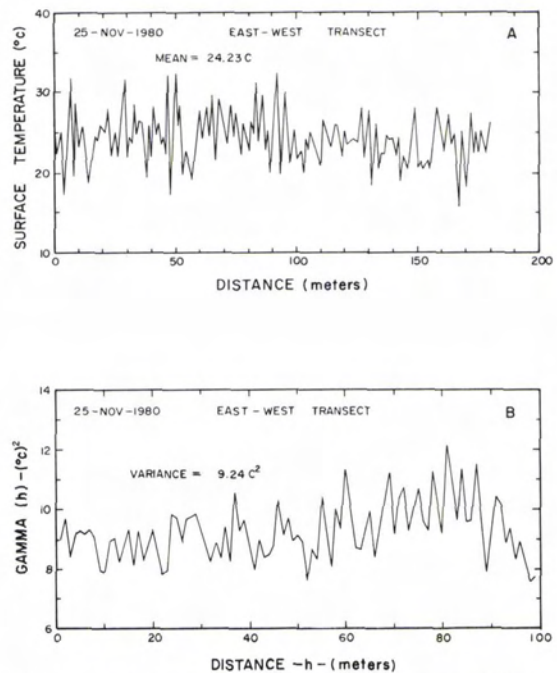 40
25-NOV-1980 EAST-WEST TRANSECT A
MEAN = 24.23C
30
20
10
SURFACE TEMPERATURE (°c)
0 50 100 150 200
DISTANCE (meters)
14
25-NOV-1980 EAST-WEST TRANSECT B
12
VARIANCE = 9.24 C²
10
8
6
GAMMA (h)-(°c)²
0 20 40 60 80 100
DISTANCE -h- (meters)